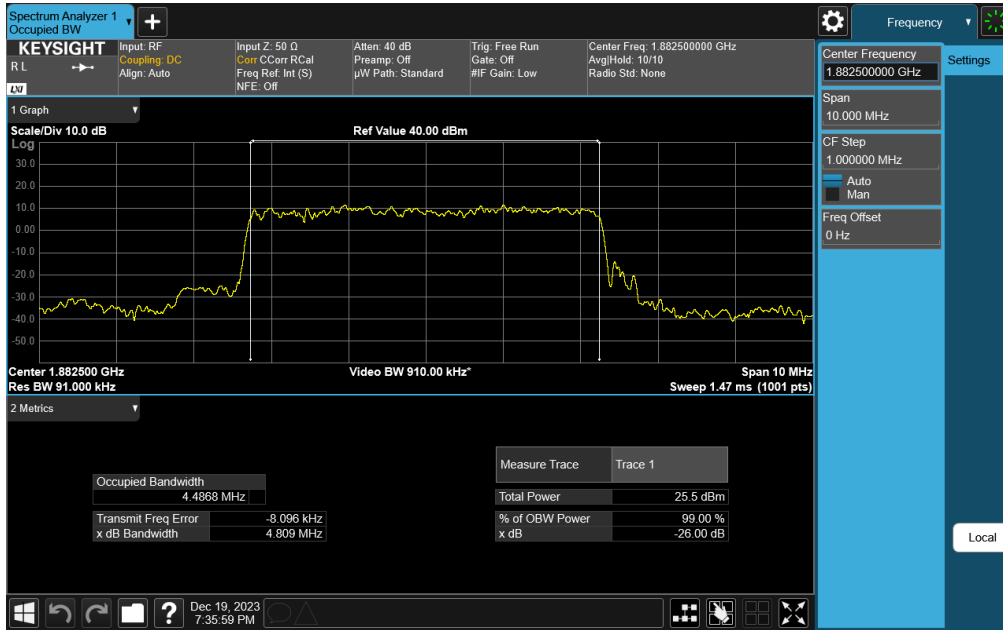 Spectrum Analyzer 1
Occupied BW
Frequency
KEYSIGHT
R L
LXI
Input: RF
Coupling: DC
Align: Auto
Input Z: 50 Ω
Corr CCorr RCal
Freq Ref: Int (S)
NFE: Off
Atten: 40 dB
Preamp: Off
µW Path: Standard
Trig: Free Run
Gate: Off
#IF Gain: Low
Center Freq: 1.882500000 GHz
Avg|Hold: 10/10
Radio Std: None
Center Frequency
1.882500000 GHz
Settings
Span
10.000 MHz
CF Step
1.000000 MHz
Auto
Man
Freq Offset
0 Hz
Local
1 Graph
Scale/Div 10.0 dB
Ref Value 40.00 dBm
Log
30.0
20.0
10.0
0.00
-10.0
-20.0
-30.0
-40.0
-50.0
Center 1.882500 GHz
Video BW 910.00 kHz*
Span 10 MHz
Res BW 91.000 kHz
Sweep 1.47 ms (1001 pts)
2 Metrics
Occupied Bandwidth
4.4868 MHz
Transmit Freq Error -8.096 kHz
x dB Bandwidth 4.809 MHz
Measure Trace Trace 1
Total Power 25.5 dBm
% of OBW Power 99.00 %
x dB -26.00 dB
?
Dec 19, 2023
7:35:59 PM